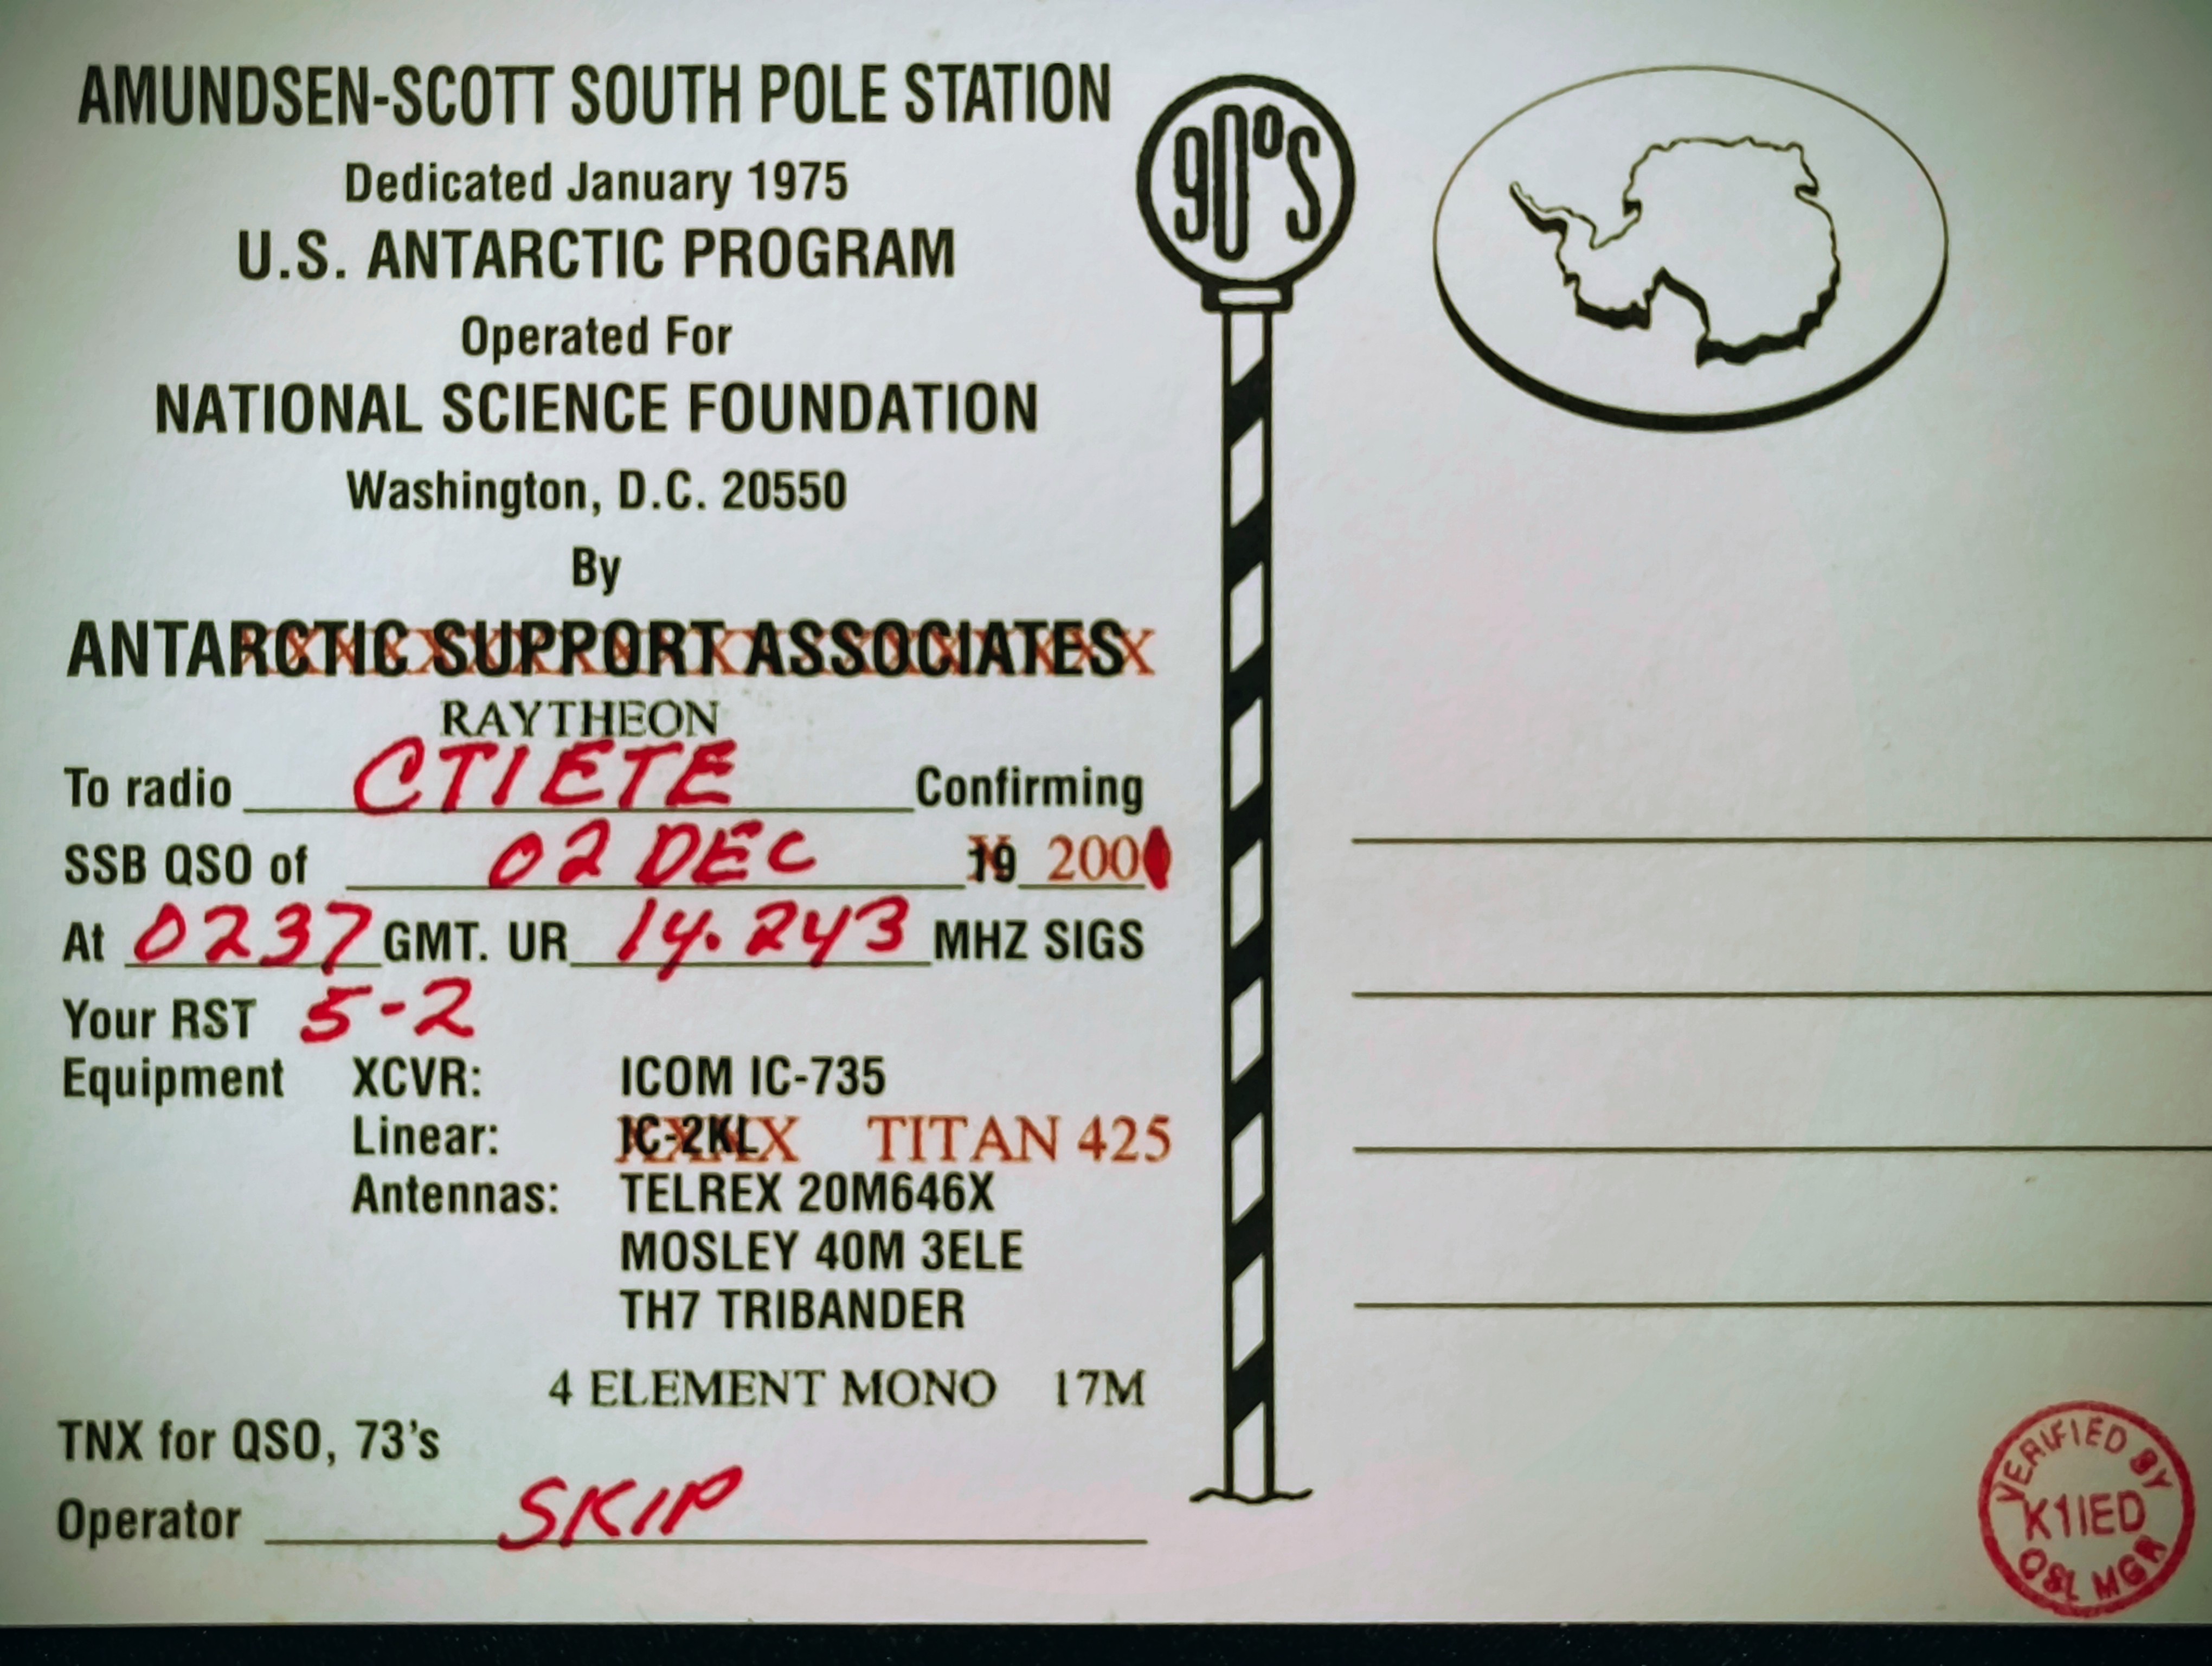 AMUNDSEN-SCOTT SOUTH POLE STATION
Dedicated January 1975
U.S. ANTARCTIC PROGRAM
Operated For
NATIONAL SCIENCE FOUNDATION
Washington, D.C. 20550
By
ANTARCTIC SUPPORT ASSOCIATES
RAYTHEON
To radio CT1ETE Confirming
SSB QSO of 02 DEC 19 2001
At 0237 GMT. UR 14.243 MHZ SIGS
Your RST 5-2
Equipment XCVR: ICOM IC-735
Linear: IC-2KL TITAN 425
Antennas: TELREX 20M646X
MOSLEY 40M 3ELE
TH7 TRIBANDER
4 ELEMENT MONO 17M
TNX for QSO, 73's
Operator SKIP
90°S
VERIFIED BY
K1IED
QSL MGR